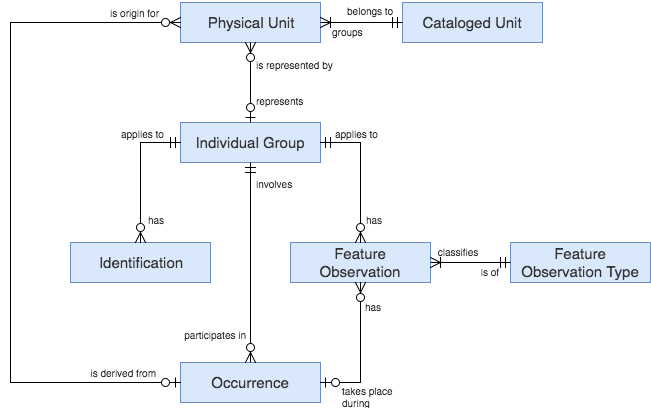 is origin for
Physical Unit
belongs to
groups
Cataloged Unit
is represented by
represents
applies to
Individual Group
applies to
involves
has
has
Identification
Feature
Observation
classifies
is of
Feature
Observation Type
has
participates in
is derived from
Occurrence
takes place
during